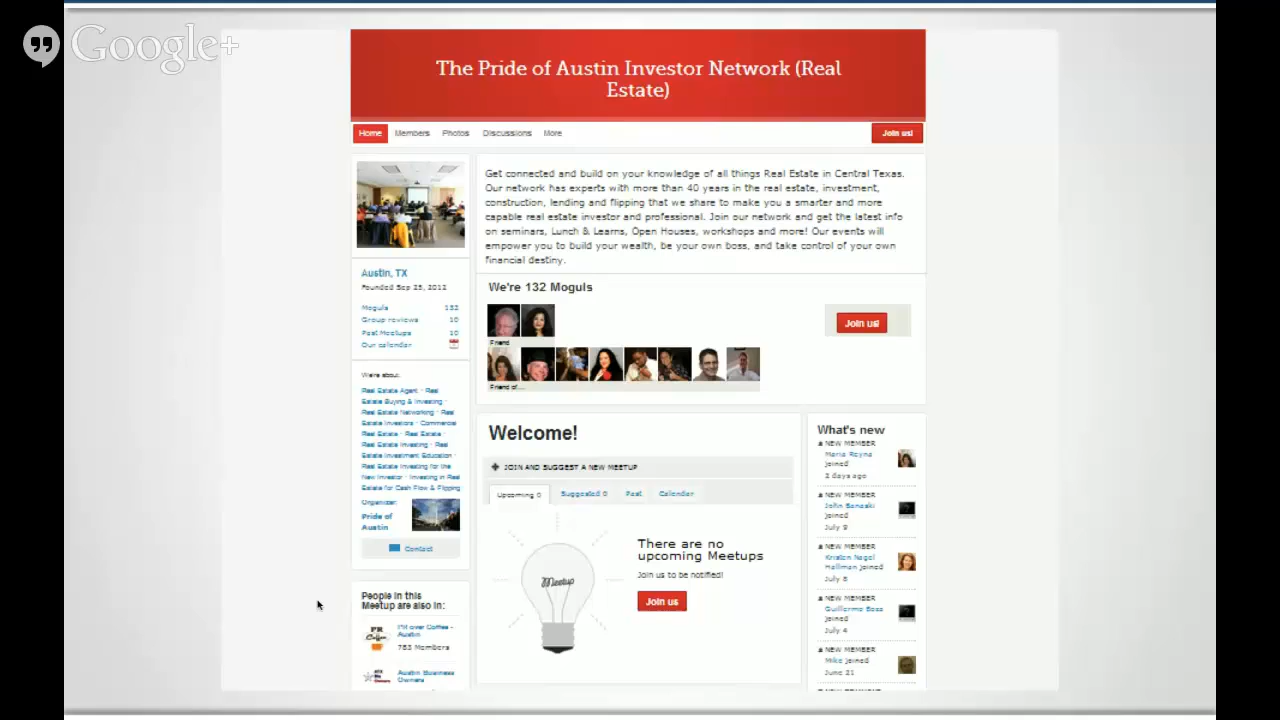 Google+
The Pride of Austin Investor Network (Real
Estate)
Home Members Photos Discussions More Join us!
Get connected and build on your knowledge of all things Real Estate in Central Texas.
Our network has experts with more than 40 years in the real estate, investment,
construction, lending and flipping that we share to make you a smarter and more
capable real estate investor and professional. Join our network and get the latest info
on seminars, Lunch & Learns, Open Houses, workshops and more! Our events will
empower you to build your wealth, be your own boss, and take control of your own
financial destiny.
Austin, TX
Founded Sep 25, 2012
Moguls 132
Group reviews 10
Past Meetups 10
Our calendar
We're about:
Real Estate Agent · Real
Estate Buying & Investing ·
Real Estate Networking · Real
Estate Investors · Commercial
Real Estate · Real Estate ·
Real Estate Investing · Real
Estate Investment Education ·
Real Estate Investing for the
New Investor · Investing in Real
Estate for Cash Flow & Flipping
Organizer:
Pride of
Austin
Contact
People in this
Meetup are also in:
PR over Coffee -
Austin
783 Members
Austin Business
Owners
We're 132 Moguls
Join us!
Friend
Friend of...
Welcome!
JOIN AND SUGGEST A NEW MEETUP
Upcoming 0 Suggested 0 Past Calendar
Meetup
There are no
upcoming Meetups
Join us to be notified!
Join us
What's new
NEW MEMBER
Maria Reyna
joined
2 days ago
NEW MEMBER
John
joined
July 9
NEW MEMBER
Kristen Nagel
Hallman joined
July 8
NEW MEMBER
Guillermo
joined
July 4
NEW MEMBER
Mike joined
June 21